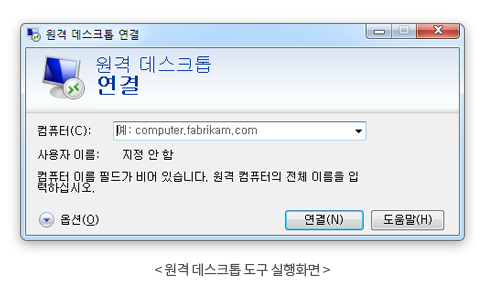 원격 데스크톱 연결
원격 데스크톱
연결
컴퓨터(C):
예: computer.fabrikam.com
사용자 이름: 지정 안 함
컴퓨터 이름 필드가 비어 있습니다. 원격 컴퓨터의 전체 이름을 입
력하십시오.
옵션(O)
연결(N)
도움말(H)
< 원격 데스크톱 도구 실행화면 >